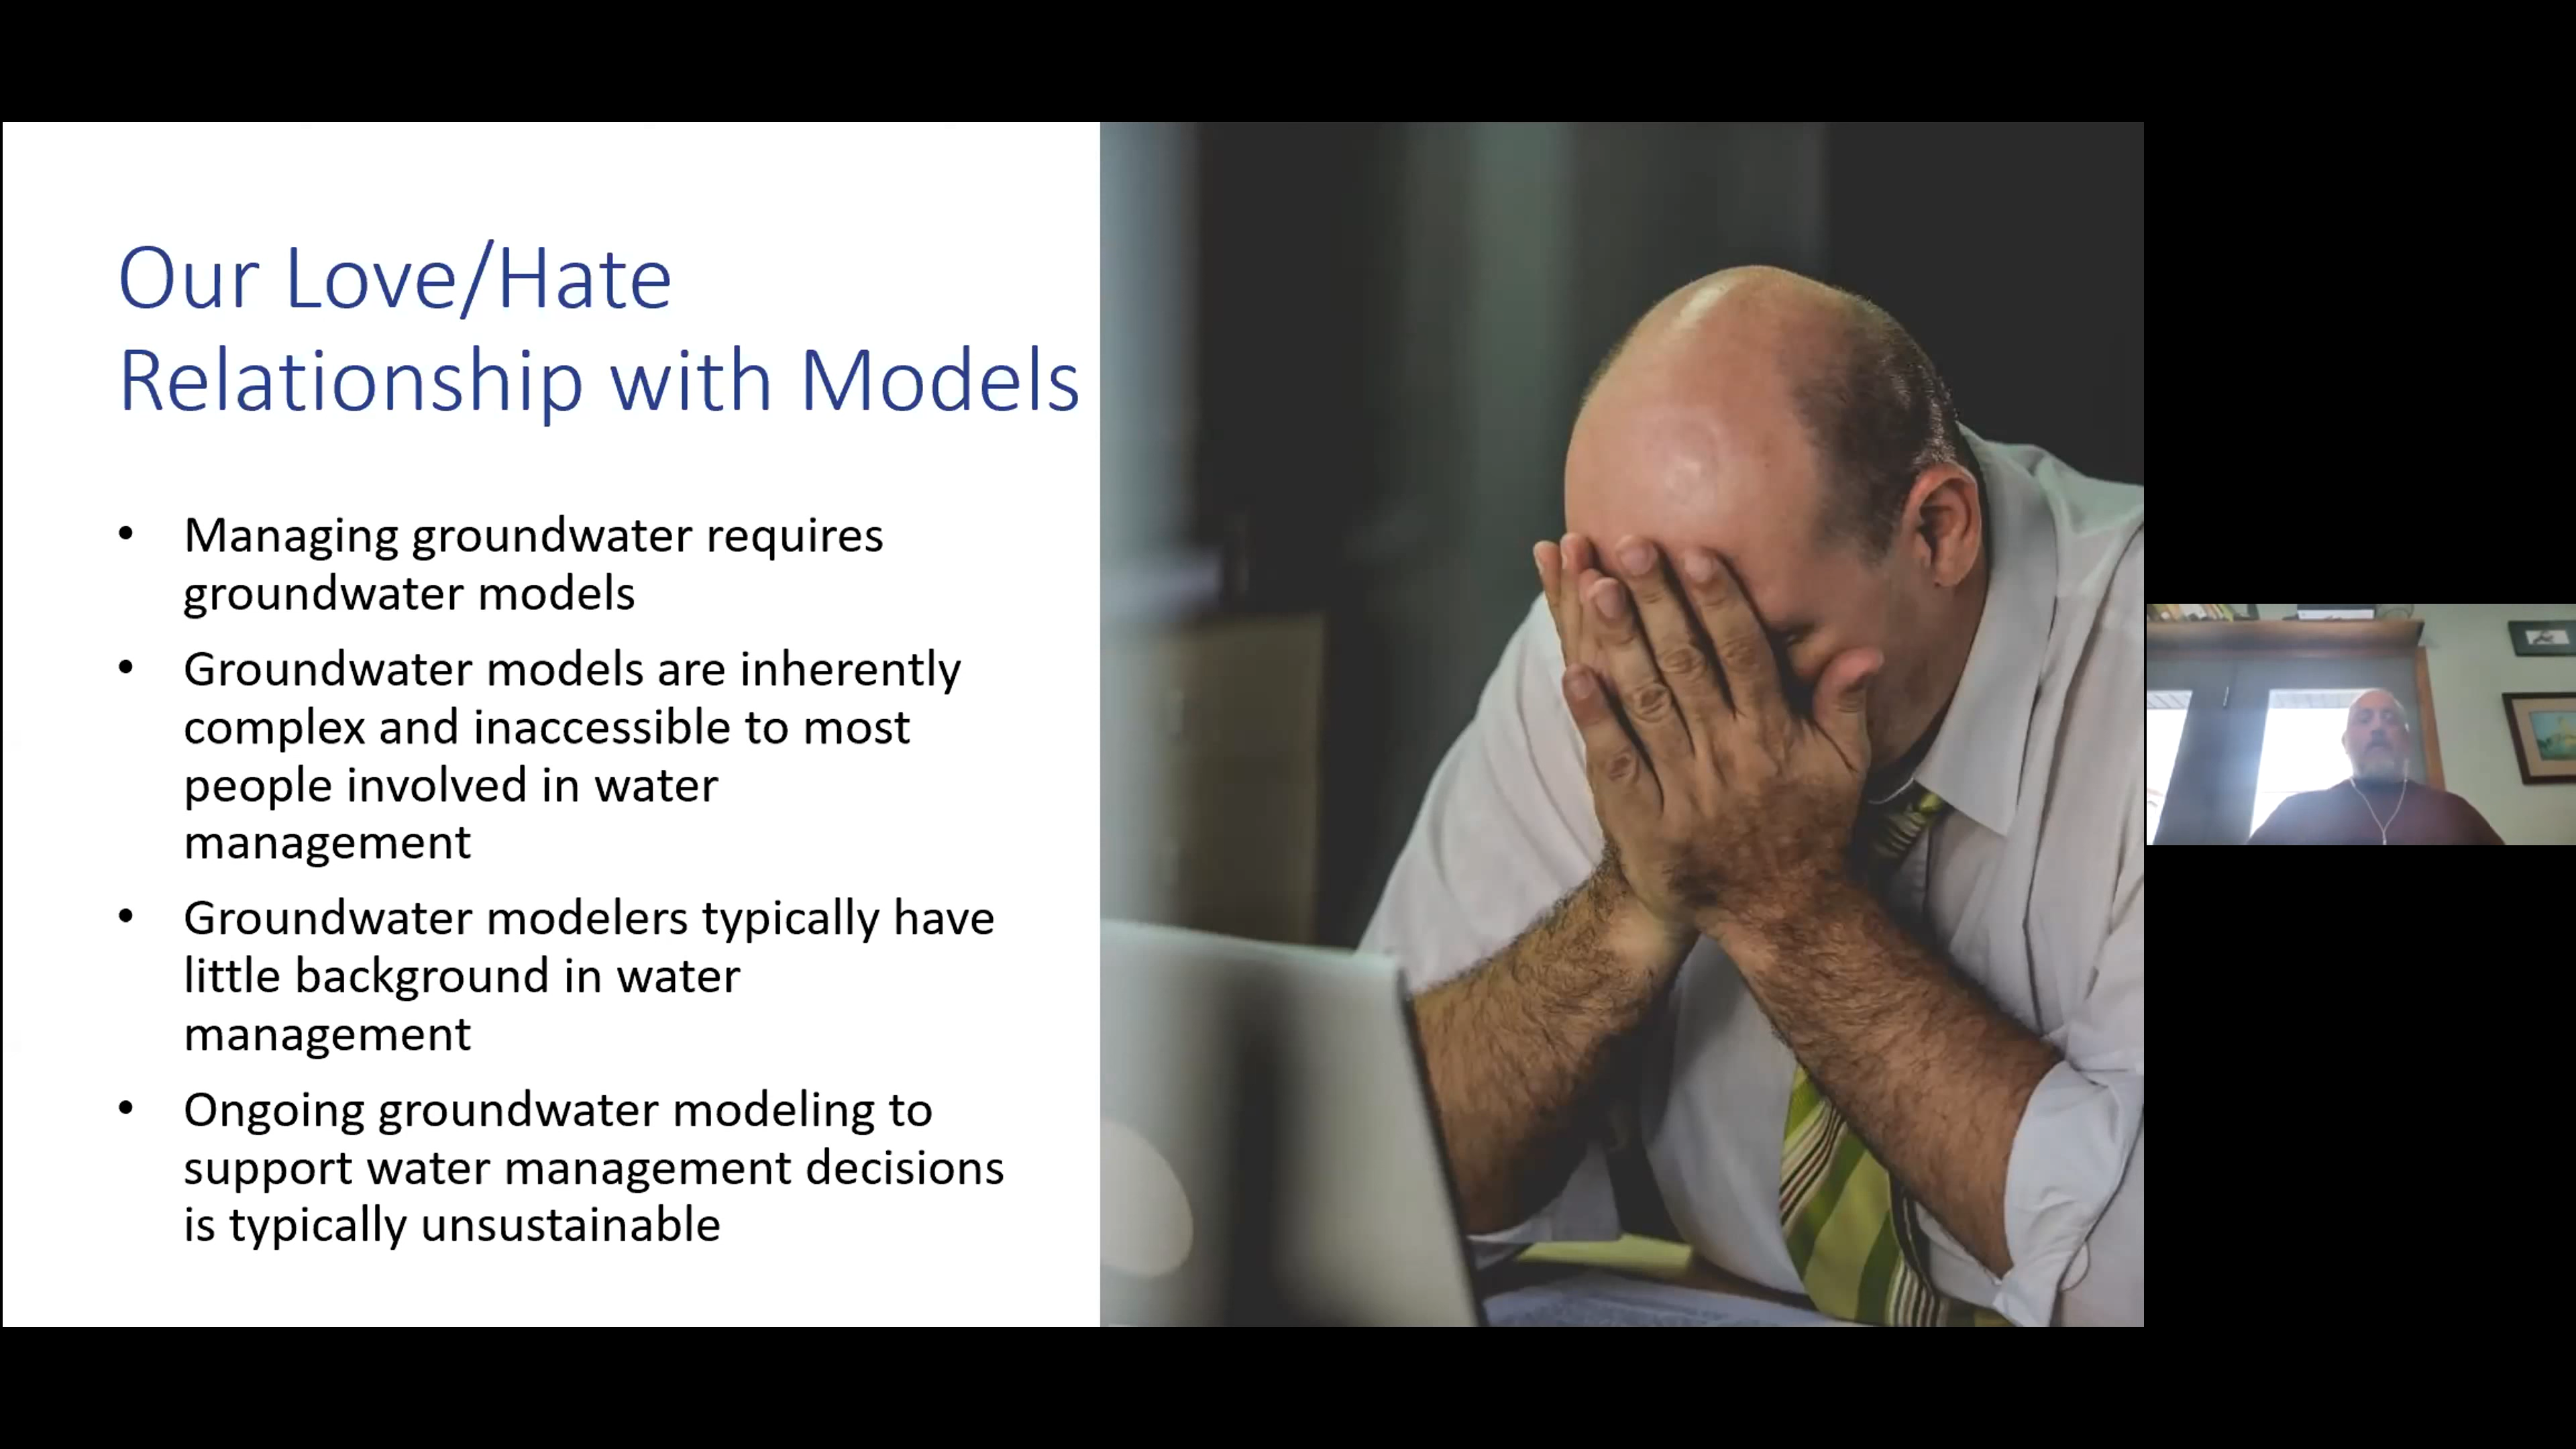 Our Love/Hate
Relationship with Models
• Managing groundwater requires
groundwater models
• Groundwater models are inherently
complex and inaccessible to most
people involved in water
management
• Groundwater modelers typically have
little background in water
management
• Ongoing groundwater modeling to
support water management decisions
is typically unsustainable